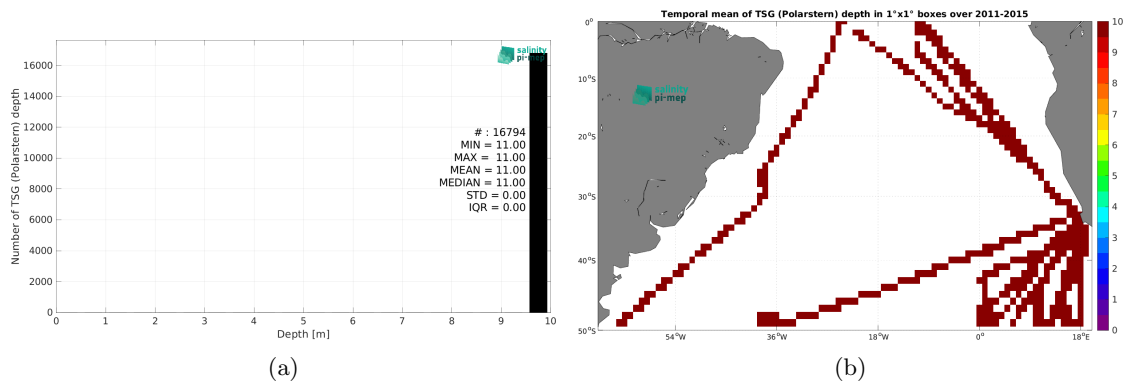 salinity
pi-mep
16000
14000
12000
10000
8000
6000
4000
2000
0
Number of TSG (Polarstern) depth
# : 16794
MIN = 11.00
MAX = 11.00
MEAN = 11.00
MEDIAN = 11.00
STD = 0.00
IQR = 0.00
0 1 2 3 4 5 6 7 8 9 10
Depth [m]
(a)
Temporal mean of TSG (Polarstern) depth in 1°x1° boxes over 2011-2015
salinity
pi-mep
0°
10°S
20°S
30°S
40°S
50°S
54°W 36°W 18°W 0° 18°E
10
9
8
7
6
5
4
3
2
1
0
(b)